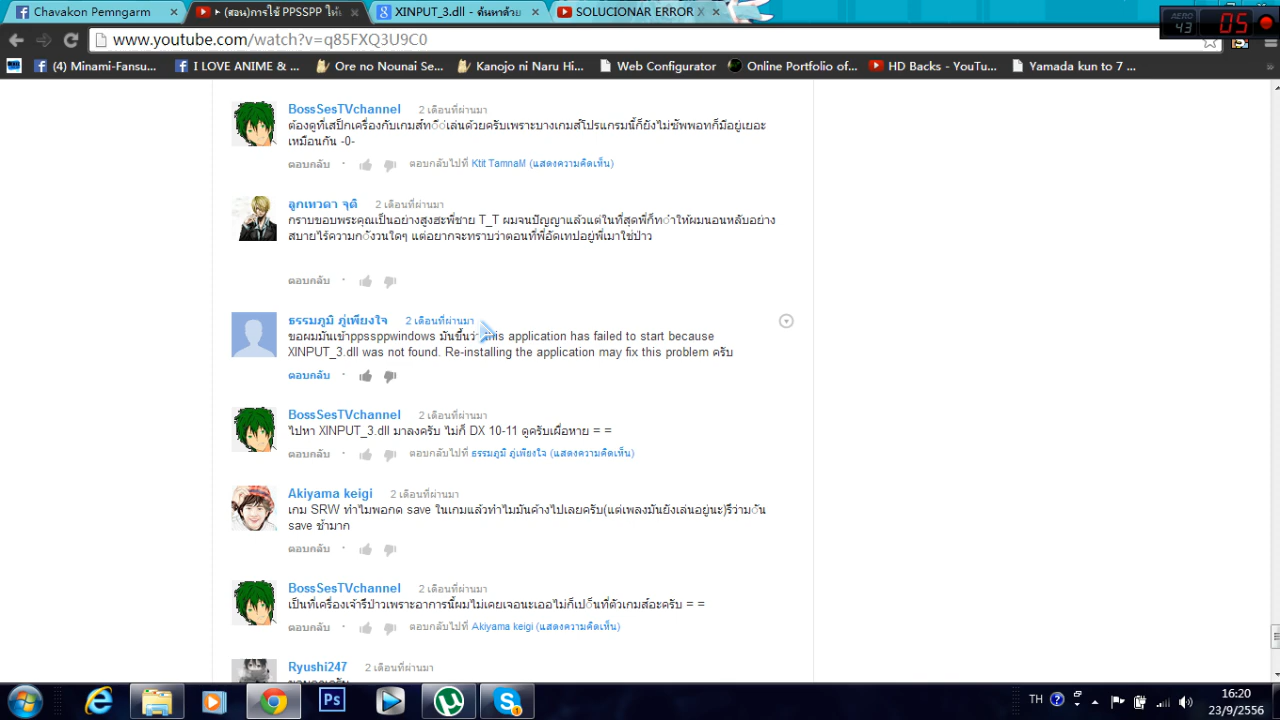 Chavakon Pemngarm
► (สอน)การใช้ PPSSPP ให้
XINPUT_3.dll - ค้นหาด้วย
SOLUCIONAR ERROR X
AERO
43
05
www.youtube.com/watch?v=q85FXQ3U9C0
(4) Minami-Fansu...
I LOVE ANIME & ...
Ore no Nounai Se...
Kanojo ni Naru Hi...
Web Configurator
Online Portfolio of...
HD Backs - YouTu...
Yamada kun to 7 ...
BossSesTVchannel 2 เดือนที่ผ่านมา
ต้องดูที่เสป็กเครื่องกับเกมส์ที่เล่นด้วยครับเพราะบางเกมส์โปรแกรมนี้ก็ยังไม่ซัพพอทก็มีอยู่เยอะ
เหมือนกัน -0-
ตอบกลับ · ตอบกลับไปที่ Ktit TamnaM (แสดงความคิดเห็น)
ลูกเทวดา จุติ 2 เดือนที่ผ่านมา
กราบขอบพระคุณเป็นอย่างสูงฮะพี่ชาย T_T ผมจนปัญญาแล้วแต่ในที่สุดพี่ก็ทำให้ผมนอนหลับอย่าง
สบายไร้ความกังวนใดๆ แต่อยากจะทราบว่าตอนที่พี่อัดเทปอยู่พี่เมาใช่ป่าว
ตอบกลับ ·
ธรรมภูมิ ภู่เพียงใจ 2 เดือนที่ผ่านมา
ขอผมมันเข้าppssppwindows มันขึ้นว่า this application has failed to start because
XINPUT_3.dll was not found. Re-installing the application may fix this problem ครับ
ตอบกลับ ·
BossSesTVchannel 2 เดือนที่ผ่านมา
ไปหา XINPUT_3.dll มาลงครับ ไม่ก็ DX 10-11 ดูครับเผื่อหาย = =
ตอบกลับ · ตอบกลับไปที่ ธรรมภูมิ ภู่เพียงใจ (แสดงความคิดเห็น)
Akiyama keigi 2 เดือนที่ผ่านมา
เกม SRW ทำไมพอกด save ในเกมแล้วทำไมมันค้างไปเลยครับ(แต่เพลงมันยังเล่นอยู่นะ)รึว่ามัน
save ช้ามาก
ตอบกลับ ·
BossSesTVchannel 2 เดือนที่ผ่านมา
เป็นที่เครื่องเจ้ารึป่าวเพราะอาการนี้ผมไม่เคยเจอนะเออไม่ก็เป็นที่ตัวเกมส์อะครับ = =
ตอบกลับ · ตอบกลับไปที่ Akiyama keigi (แสดงความคิดเห็น)
Ryushi247 2 เดือนที่ผ่านมา
TH
16:20
23/9/2556